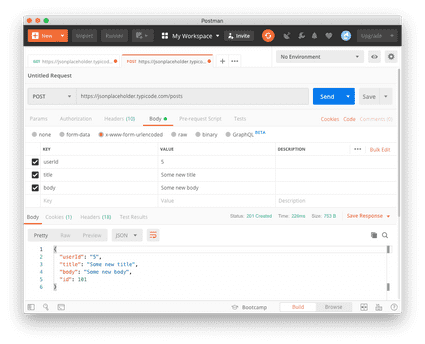 Postman
New Import Runner My Workspace Invite Upgrade
GET https://jsonplaceholder.typicode... POST https://jsonplaceholder.typico... + ••• No Environment
Untitled Request
POST https://jsonplaceholder.typicode.com/posts Send Save
Params Authorization Headers (10) Body Pre-request Script Tests Cookies Code Comments (0)
none form-data x-www-form-urlencoded raw binary GraphQL BETA
KEY VALUE DESCRIPTION ••• Bulk Edit
userId 5
title Some new title
body Some new body
Key Value Description
Body Cookies (1) Headers (18) Test Results Status: 201 Created Time: 220ms Size: 753 B Save Response
Pretty Raw Preview JSON
1 {
2 "userId": "5",
3 "title": "Some new title",
4 "body": "Some new body",
5 "id": 101
6 }
Bootcamp Build Browse